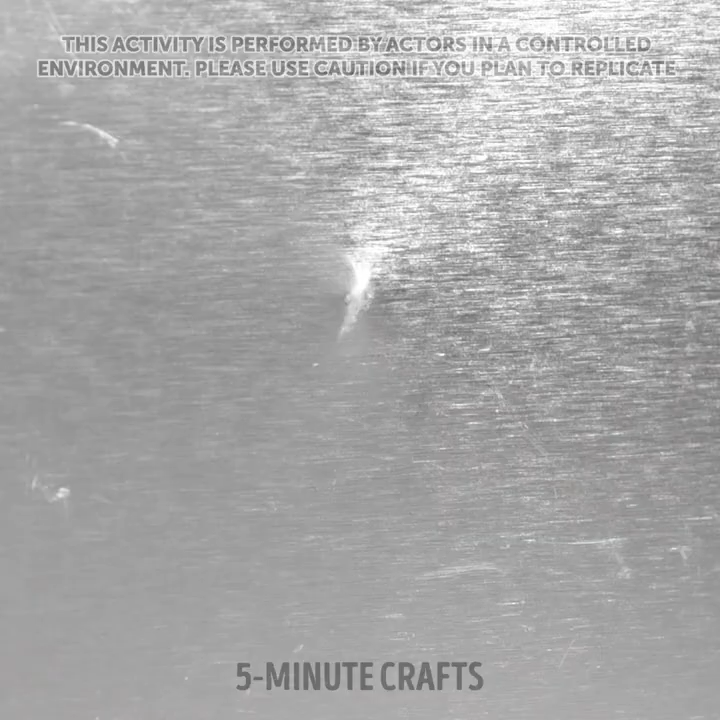 THIS ACTIVITY IS PERFORMED BY ACTORS IN A CONTROLLED
ENVIRONMENT. PLEASE USE CAUTION IF YOU PLAN TO REPLICATE
5-MINUTE CRAFTS